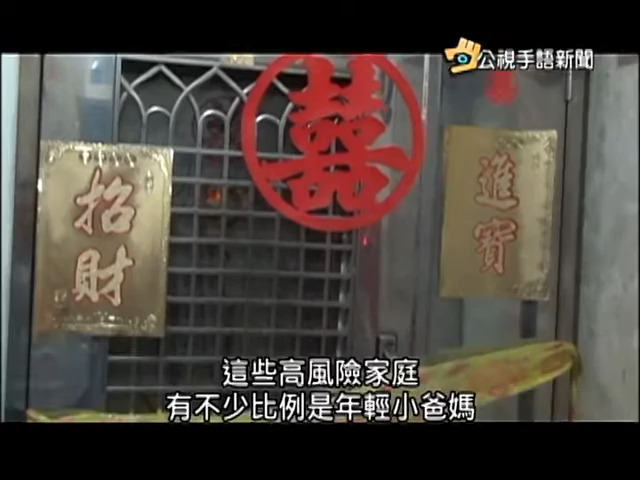 公視手語新聞
囍
招財
進寶
這些高風險家庭
有不少比例是年輕小爸媽